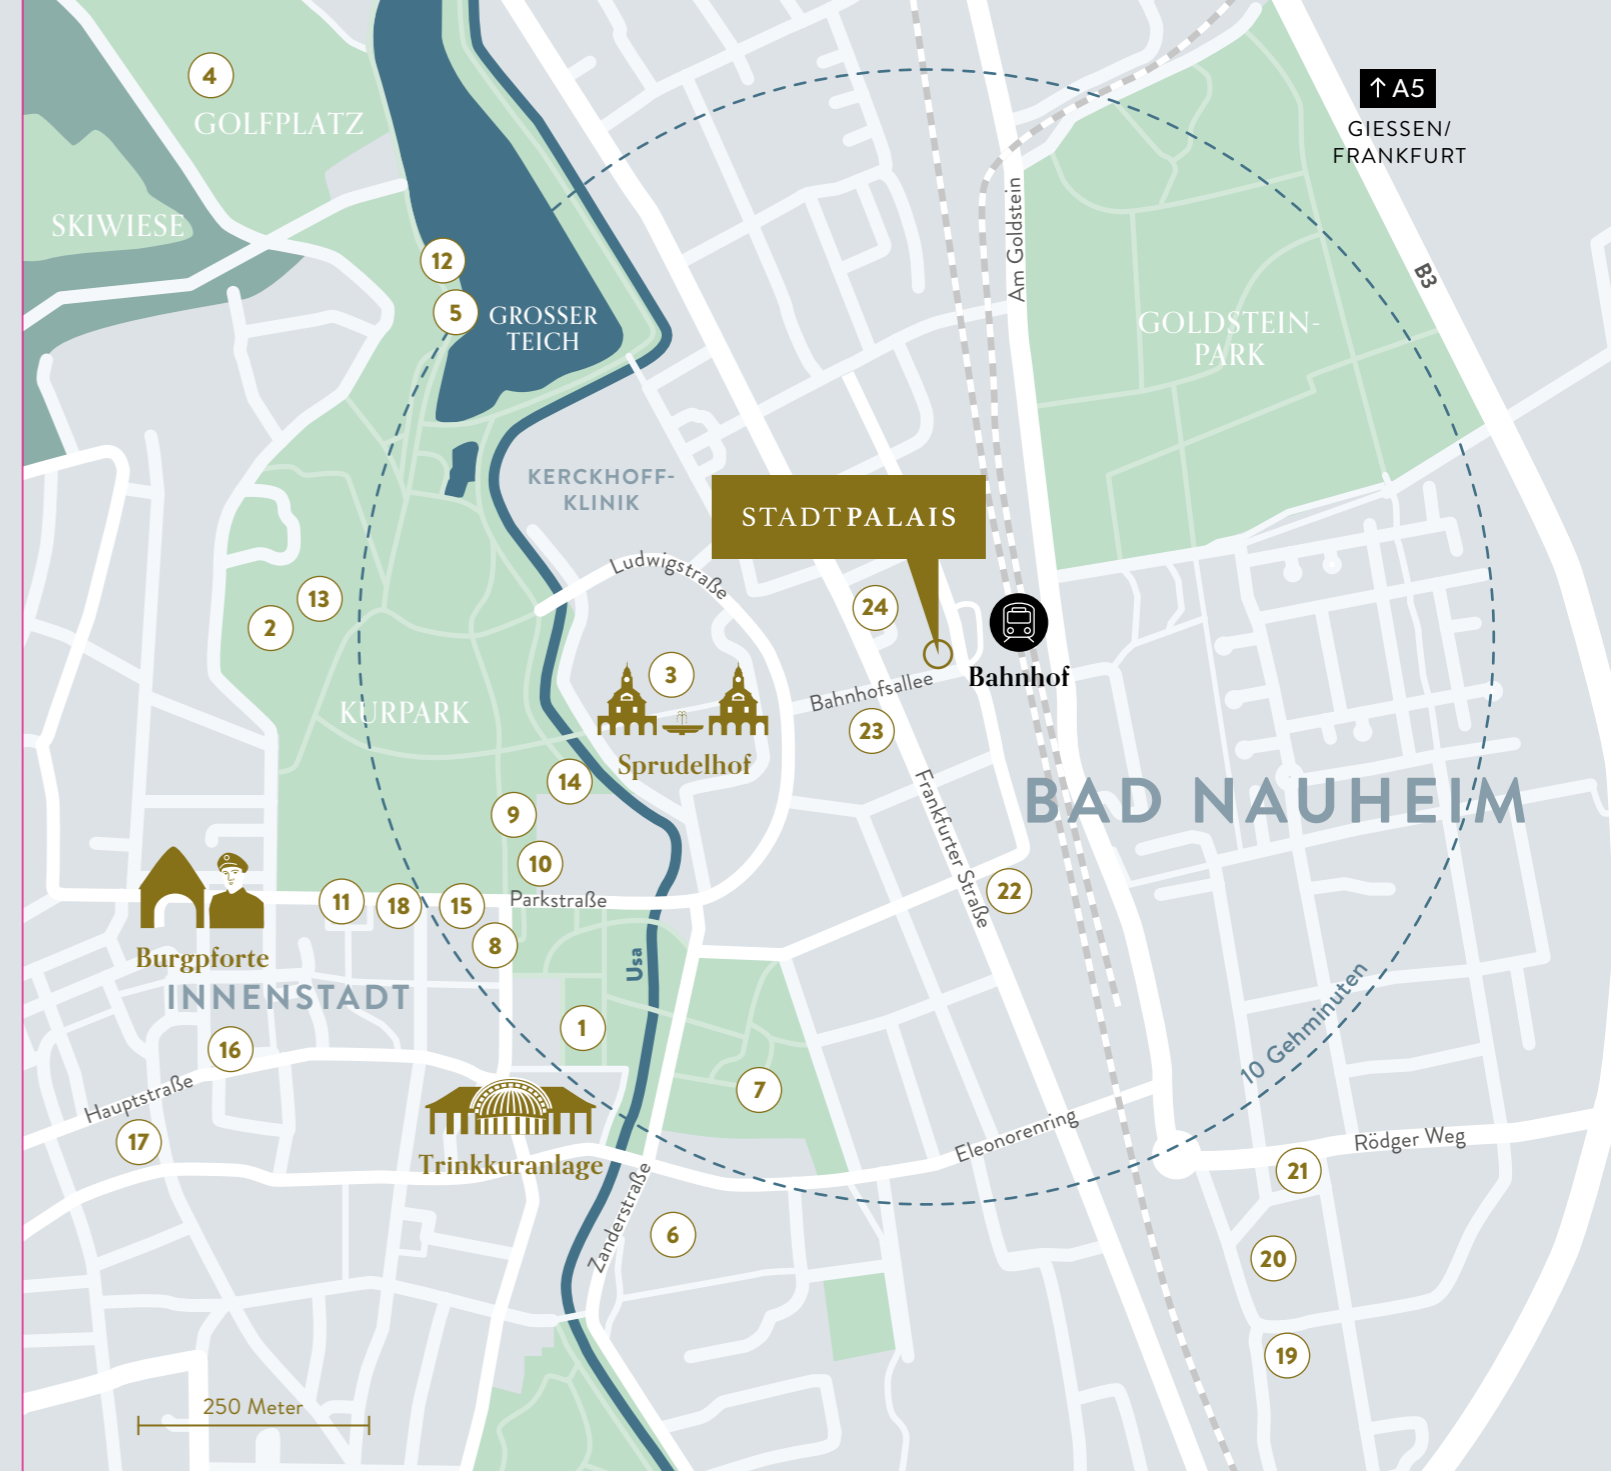 4
GOLFPLATZ
↑ A5
GIESSEN/
FRANKFURT
SKIWIESE
12
5
GROSSER
TEICH
Am Goldstein
B3
GOLDSTEIN-
PARK
KERCKHOFF-
KLINIK
STADTPALAIS
Ludwigstraße
24
13
2
3
Bahnhof
Bahnhofsallee
23
KURPARK
Sprudelhof
14
9
10
BAD NAUHEIM
Frankfurter Straße
22
11
18
15
Parkstraße
8
Burgpforte
INNENSTADT
Usa
1
16
10 Gehminuten
7
Hauptstraße
17
Trinkkuranlage
Eleonorenring
Rödger Weg
21
Zanderstraße
6
20
19
250 Meter